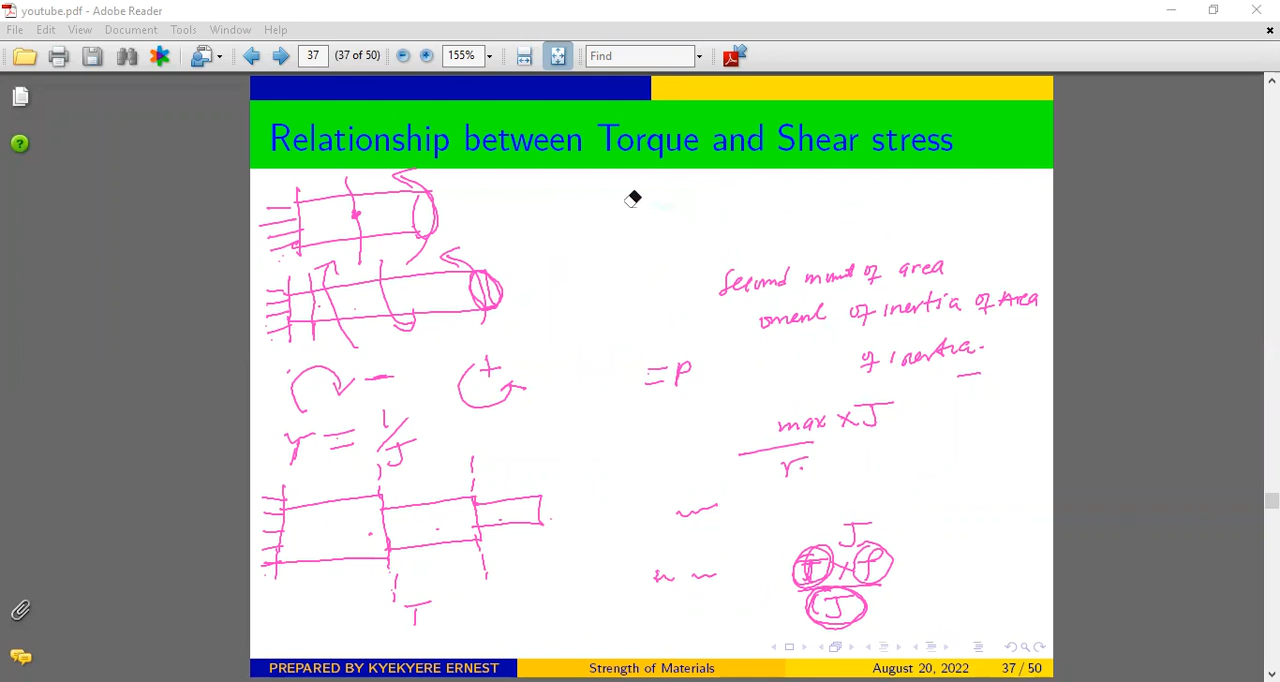 youtube.pdf - Adobe Reader
File Edit View Document Tools Window Help
37 (37 of 50) 155% Find
Relationship between Torque and Shear stress
Second moment of area
oment of inertia of Area
of inertia.
−
+
= P
max × J
r.
r = 1/J
J
T × P
J
T
PREPARED BY KYEKYERE ERNEST Strength of Materials August 20, 2022 37 / 50